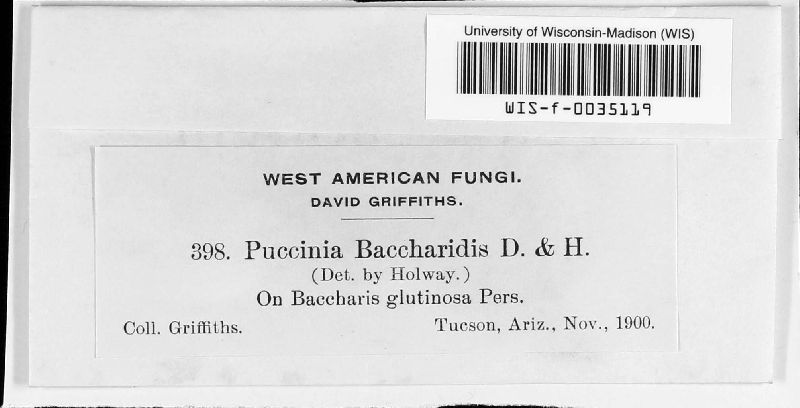 University of Wisconsin-Madison (WIS)
WIS-f-0035119
WEST AMERICAN FUNGI.
DAVID GRIFFITHS.
398. Puccinia Baccharidis D. & H.
(Det. by Holway.)
On Baccharis glutinosa Pers.
Coll. Griffiths. Tucson, Ariz., Nov., 1900.